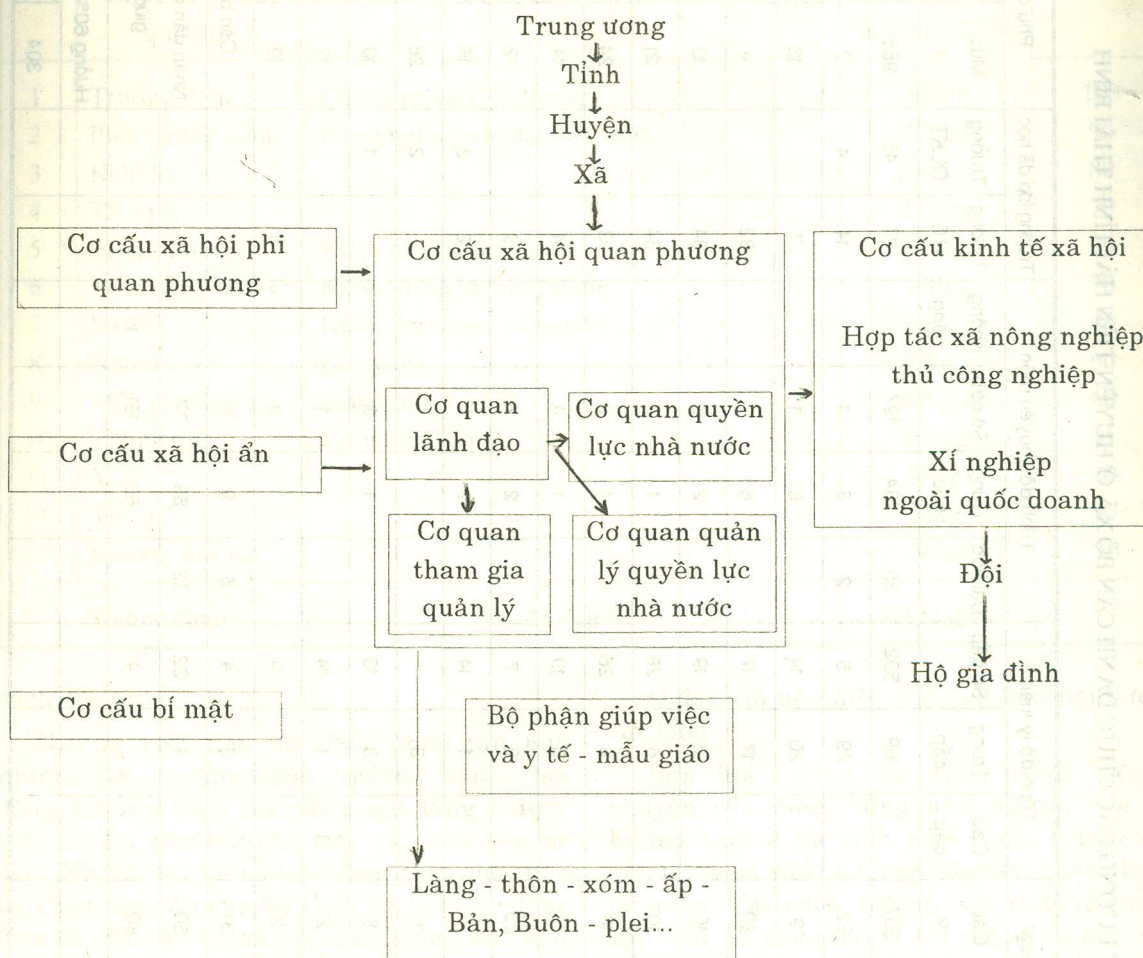 Trung ương
Tỉnh
Huyện
Xã
Cơ cấu xã hội phi
quan phương
Cơ cấu xã hội quan phương
Cơ cấu kinh tế xã hội
Hợp tác xã nông nghiệp
thủ công nghiệp
Xí nghiệp
ngoài quốc doanh
Cơ cấu xã hội ẩn
Cơ quan
lãnh đạo
Cơ quan quyền
lực nhà nước
Cơ quan
tham gia
quản lý
Cơ quan quản
lý quyền lực
nhà nước
Đội
Hộ gia đình
Cơ cấu bí mật
Bộ phận giúp việc
và y tế - mẫu giáo
Làng - thôn - xóm - ấp -
Bản, Buôn - plei...